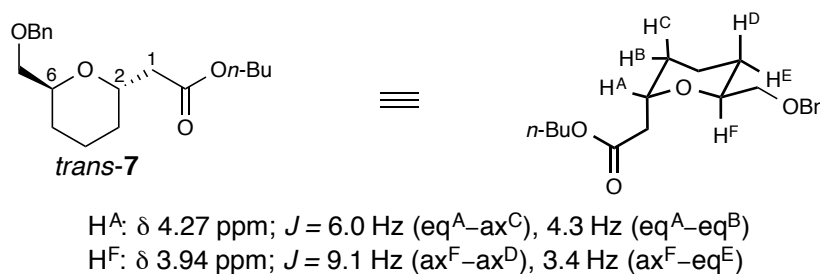 OBn
6
O
2
1
O
n-Bu
O
trans-7
H^C
H^D
H^B
H^A
O
H^E
OBn
H^F
n-BuO
O
H^A: δ 4.27 ppm; J = 6.0 Hz (eq^A–ax^C), 4.3 Hz (eq^A–eq^B)
H^F: δ 3.94 ppm; J = 9.1 Hz (ax^F–ax^D), 3.4 Hz (ax^F–eq^E)